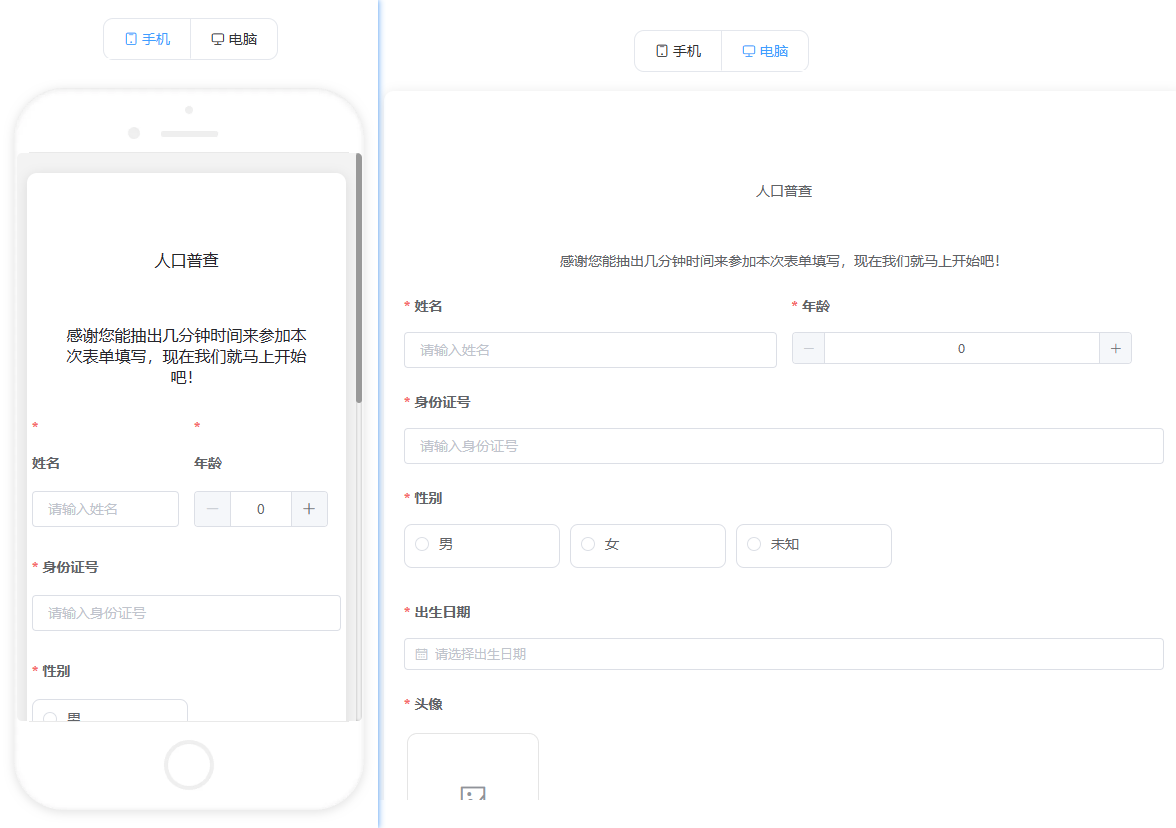 手机 电脑
人口普查
感谢您能抽出几分钟时间来参加本
次表单填写，现在我们就马上开始
吧！
* *
姓名 年龄
请输入姓名 0
* 身份证号
请输入身份证号
* 性别
男
手机 电脑
人口普查
感谢您能抽出几分钟时间来参加本次表单填写，现在我们就马上开始吧！
* 姓名 * 年龄
请输入姓名 0
* 身份证号
请输入身份证号
* 性别
男 女 未知
* 出生日期
请选择出生日期
* 头像